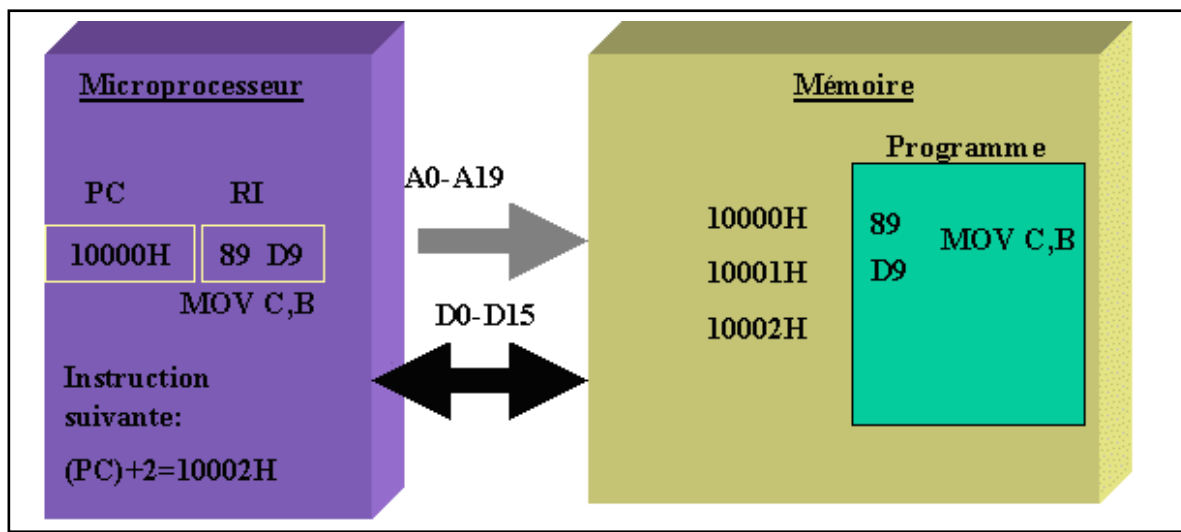 Microprocesseur
PC RI
10000H 89 D9
MOV C,B
Instruction
suivante:
(PC)+2=10002H
A0-A19
D0-D15
Mémoire
Programme
10000H 89 MOV C,B
10001H D9
10002H